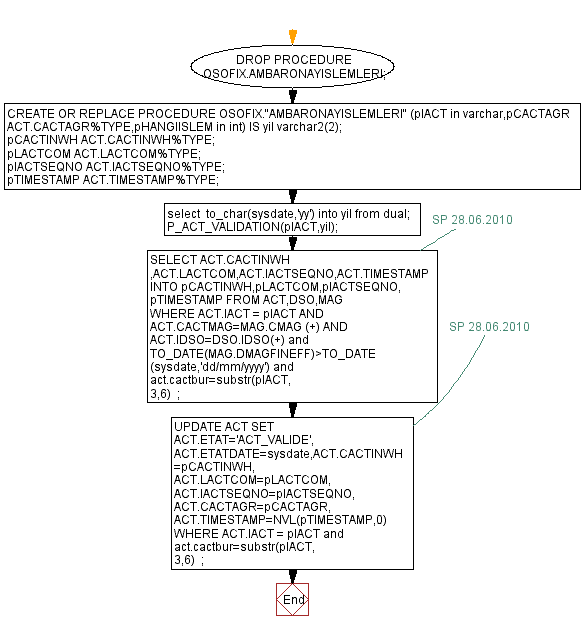 DROP PROCEDURE
OSOFIX.AMBARONAYISLEMLERI;
CREATE OR REPLACE PROCEDURE OSOFIX."AMBARONAYISLEMLERI" (pIACT in varchar,pCACTAGR
ACT.CACTAGR%TYPE,pHANGIISLEM in int) IS yil varchar2(2);
pCACTINWH ACT.CACTINWH%TYPE;
pLACTCOM ACT.LACTCOM%TYPE;
pIACTSEQNO ACT.IACTSEQNO%TYPE;
pTIMESTAMP ACT.TIMESTAMP%TYPE;
select to_char(sysdate,'yy') into yil from dual;
P_ACT_VALIDATION(pIACT,yil);
SP 28.06.2010
SELECT ACT.CACTINWH
,ACT.LACTCOM,ACT.IACTSEQNO,ACT.TIMESTAMP
INTO pCACTINWH,pLACTCOM,pIACTSEQNO,
pTIMESTAMP FROM ACT,DSO,MAG
WHERE ACT.IACT = pIACT AND
ACT.CACTMAG=MAG.CMAG (+) AND
ACT.IDSO=DSO.IDSO(+) and
TO_DATE(MAG.DMAGFINEFF)>TO_DATE
(sysdate,'dd/mm/yyyy') and
act.cactbur=substr(pIACT,
3,6) ;
SP 28.06.2010
UPDATE ACT SET
ACT.ETAT='ACT_VALIDE',
ACT.ETATDATE=sysdate,ACT.CACTINWH
=pCACTINWH,
ACT.LACTCOM=pLACTCOM,
ACT.IACTSEQNO=pIACTSEQNO,
ACT.CACTAGR=pCACTAGR,
ACT.TIMESTAMP=NVL(pTIMESTAMP,0)
WHERE ACT.IACT = pIACT and
act.cactbur=substr(pIACT,
3,6) ;
End